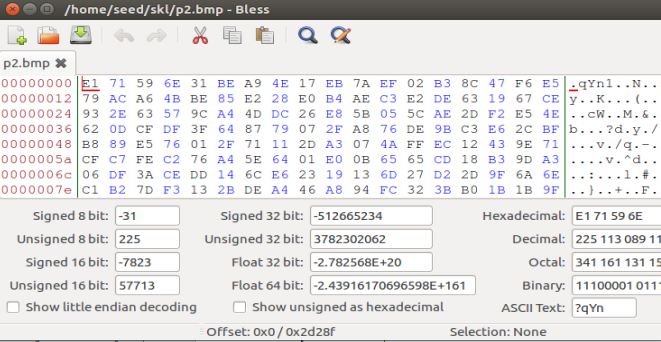 /home/seed/skl/p2.bmp - Bless
p2.bmp
00000000 E1 71 59 6E 31 BE A9 4E 17 EB 7A EF 02 B3 8C 47 F6 E5 .qYn1..N..
00000012 79 AC A6 4B BE 85 E2 28 E0 B4 AE C3 E2 DE 63 19 67 CE y..K...(..
00000024 93 2E 63 57 9C A4 4D DC 26 E8 5B 05 5C AE 2D F2 E5 4E ..cW..M.&.
00000036 62 0D CF DF 3F 64 87 79 07 2F A8 76 DE 9B C3 E6 2C BF b...?d.y./
00000048 B8 89 E5 76 01 2F 71 11 2D A3 07 4A FF EC 12 43 9E 71 ...v./q.-.
0000005a CF C7 FE C2 76 A4 5E 64 01 E0 0B 65 65 CD 18 B3 9D A3 ....v.^d..
0000006c 06 DF 3A CE DD 14 6C E6 23 19 13 6D 27 D2 2D 9F 6A 6E ..:...l.#.
0000007e C1 B2 7D F3 13 2B DE A4 46 A8 94 FC 32 3B B0 1B 1B 9F ..}..+..F.
Signed 8 bit: -31 Signed 32 bit: -512665234 Hexadecimal: E1 71 59 6E
Unsigned 8 bit: 225 Unsigned 32 bit: 3782302062 Decimal: 225 113 089 11
Signed 16 bit: -7823 Float 32 bit: -2.782568E+20 Octal: 341 161 131 15
Unsigned 16 bit: 57713 Float 64 bit: -2.43916170696598E+161 Binary: 11100001 0111
Show little endian decoding Show unsigned as hexadecimal ASCII Text: ?qYn
Offset: 0x0 / 0x2d28f Selection: None